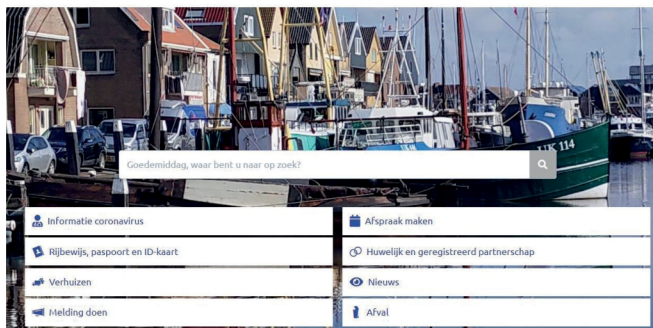 UK 114
Goedemiddag, waar bent u naar op zoek?
Informatie coronavirus
Afspraak maken
Rijbewijs, paspoort en ID-kaart
Huwelijk en geregistreerd partnerschap
Verhuizen
Nieuws
Melding doen
Afval